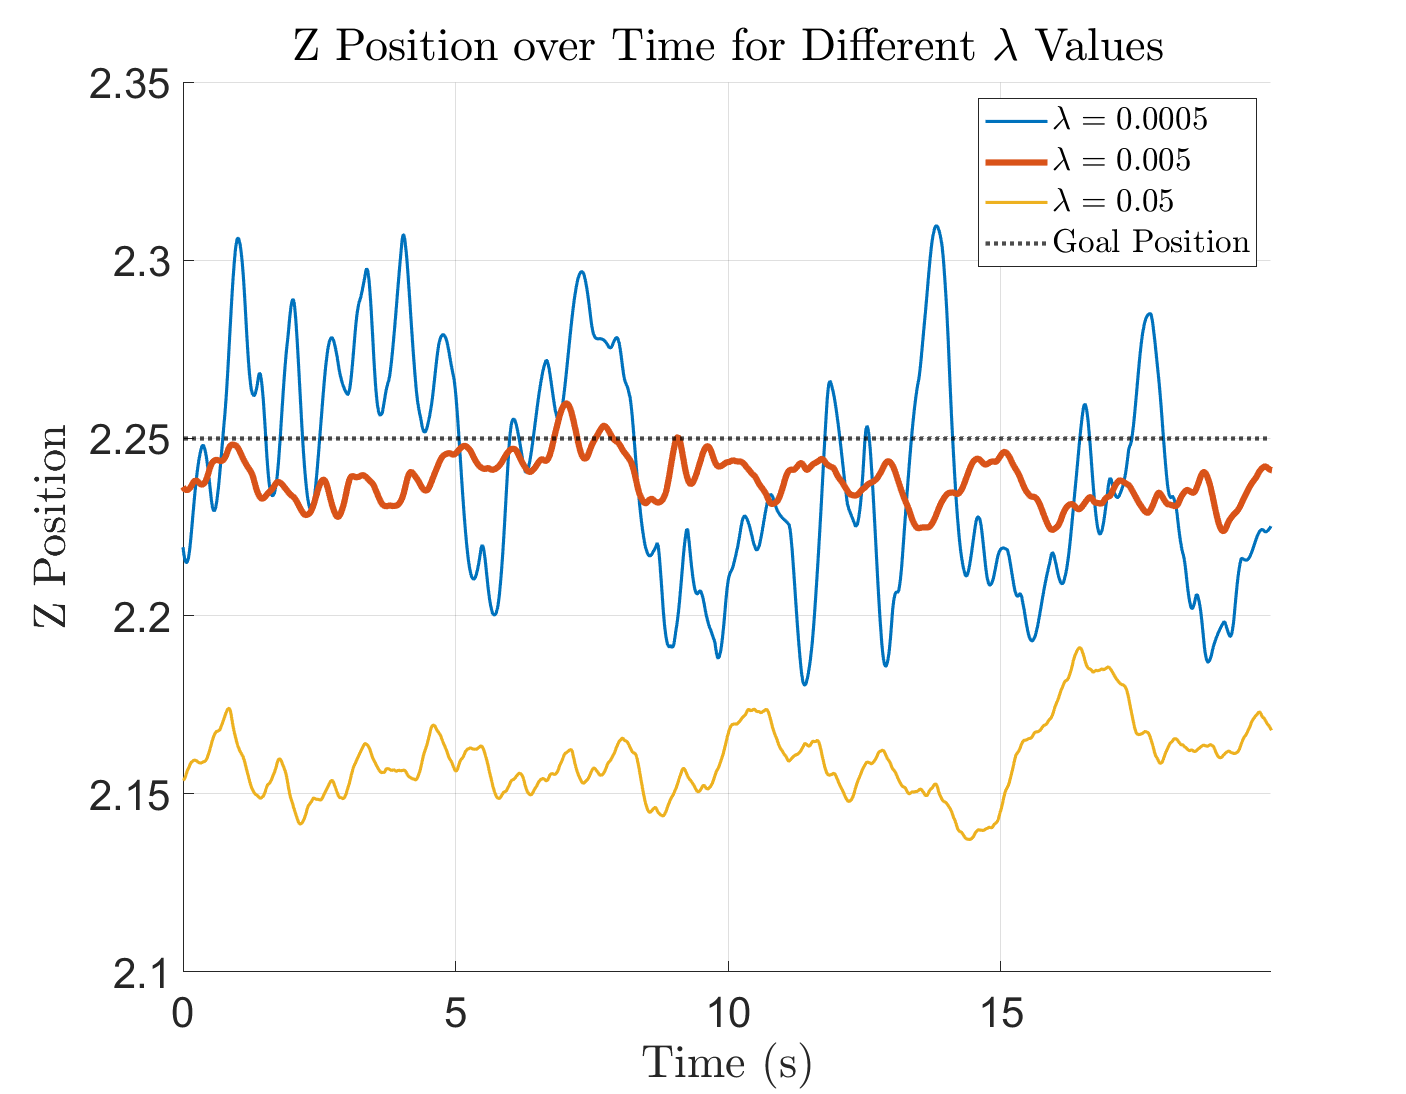 Z Position over Time for Different λ Values
2.35
2.3
2.25
2.2
2.15
2.1
Z Position
0 5 10 15
Time (s)
λ = 0.0005
λ = 0.005
λ = 0.05
Goal Position